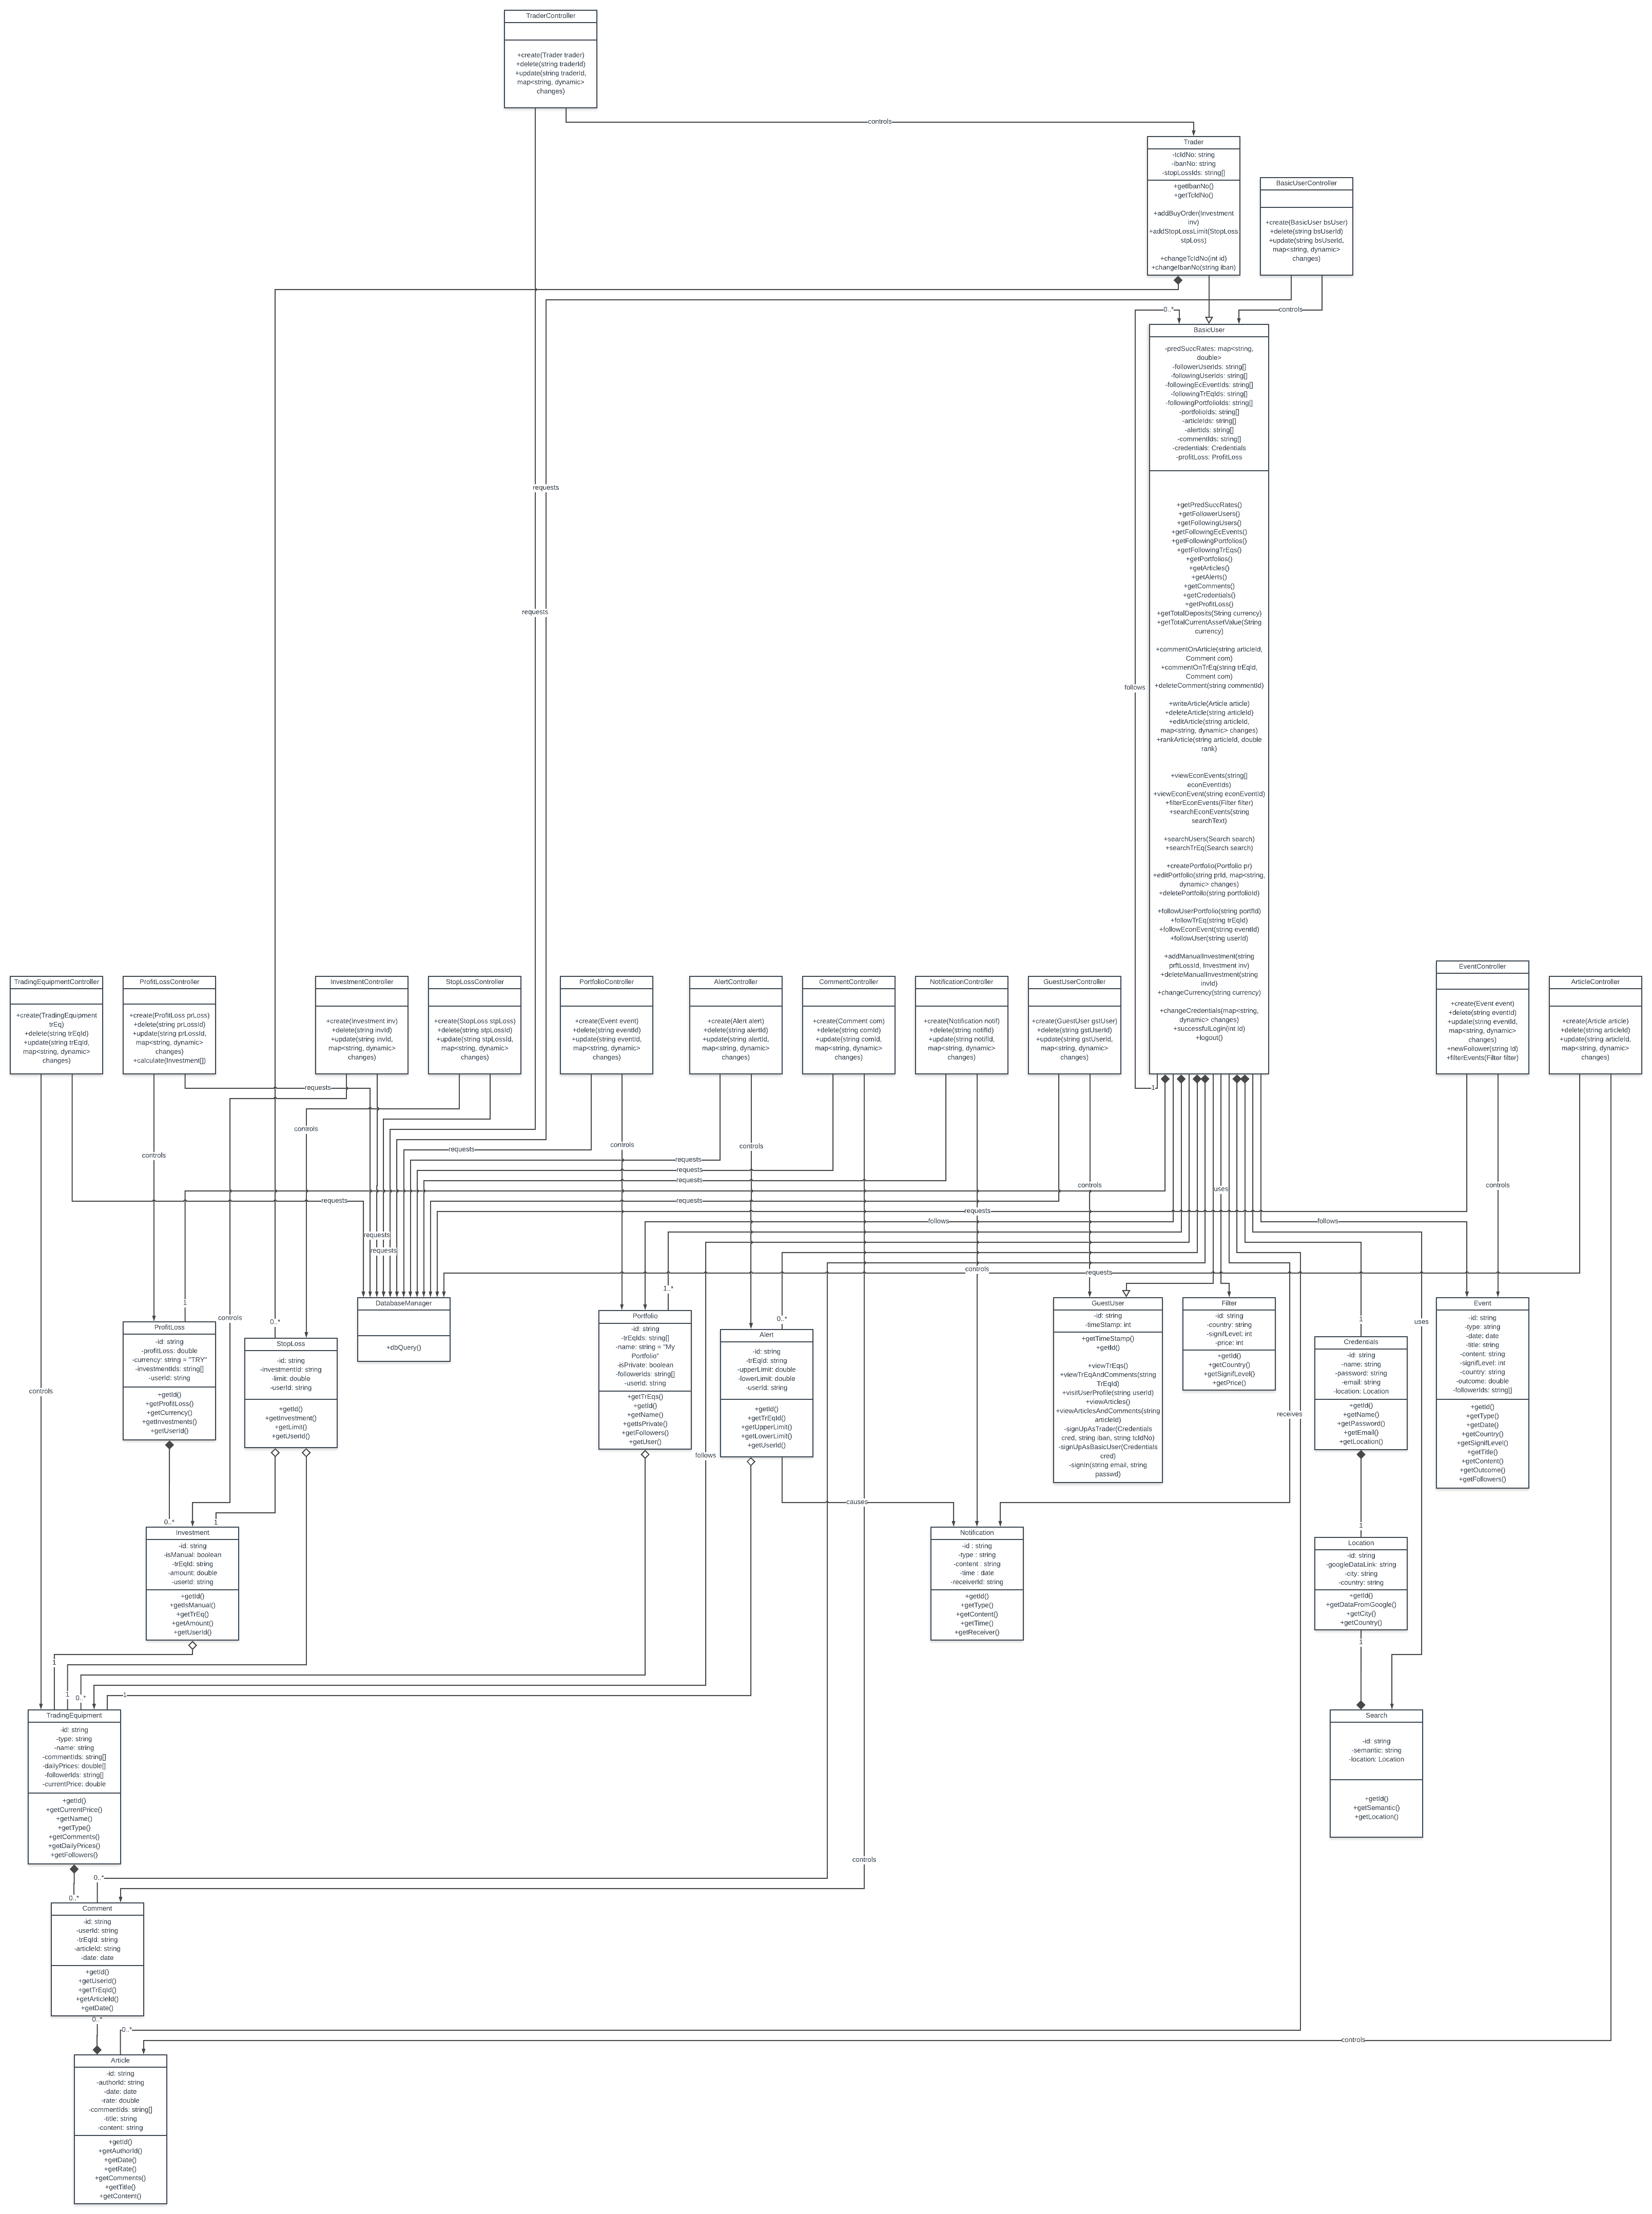 TraderController
+create(Trader trader)
+delete(string traderId)
+update(string traderId,
map<string, dynamic>
changes)
controls
Trader
-tcIdNo: string
-ibanNo: string
-stopLossIds: string[]
+getIbanNo()
+getTcIdNo()
+addBuyOrder(Investment
inv)
+addStopLossLimit(StopLoss
stpLoss)
+changeTcIdNo(int id)
+changeIbanNo(string iban)
BasicUserController
+create(BasicUser bsUser)
+delete(string bsUserId)
+update(string bsUserId,
map<string, dynamic>
changes)
0..*
controls
BasicUser
-predSuccRates: map<string,
double>
-followerUserIds: string[]
-followingUserIds: string[]
-followingEcEventIds: string[]
-followingTrEqIds: string[]
-followingPortfolioIds: string[]
-portfolioIds: string[]
-articleIds: string[]
-alertIds: string[]
-commentIds: string[]
-credentials: Credentials
-profitLoss: ProfitLoss
+getPredSuccRates()
+getFollowerUsers()
+getFollowingUsers()
+getFollowingEcEvents()
+getFollowingPortfolios()
+getFollowingTrEqs()
+getPortfolios()
+getArticles()
+getAlerts()
+getComments()
+getCredentials()
+getProfitLoss()
+getTotalDeposits(String currency)
+getTotalCurrentAssetValue(String
currency)
+commentOnArticle(string articleId,
Comment com)
+commentOnTrEq(string trEqId,
Comment com)
+deleteComment(string commentId)
+writeArticle(Article article)
+deleteArticle(string articleId)
+editArticle(string articleId,
map<string, dynamic> changes)
+rankArticle(string articleId, double
rank)
+viewEconEvents(string[]
econEventIds)
+viewEconEvent(string econEventId)
+filterEconEvents(Filter filter)
+searchEconEvents(string
searchText)
+searchUsers(Search search)
+searchTrEq(Search search)
+createPortfolio(Portfolio pr)
+editPortfolio(string prId, map<string,
dynamic> changes)
+deletePortfoilo(string portfolioId)
+followUserPortfolio(string portfId)
+followTrEq(string trEqId)
+followEconEvent(string eventId)
+followUser(string userId)
+addManualInvestment(string
prftLossId, Investment inv)
+deleteManualInvestment(string
invId)
+changeCurrency(string currency)
+changeCredentials(map<string,
dynamic> changes)
+successfulLogin(int Id)
+logout()
requests
requests
follows
1
TradingEquipmentController
+create(TradingEquipment
trEq)
+delete(string trEqId)
+update(string trEqId,
map<string, dynamic>
changes)
ProfitLossController
+create(ProfitLoss prLoss)
+delete(string prLossId)
+update(string prLossId,
map<string, dynamic>
changes)
+calculate(Investment[])
InvestmentController
+create(Investment inv)
+delete(string invId)
+update(string invId,
map<string, dynamic>
changes)
StopLossController
+create(StopLoss stpLoss)
+delete(string stpLossId)
+update(string stpLossId,
map<string, dynamic>
changes)
PortfolioController
+create(Event event)
+delete(string eventId)
+update(string eventId,
map<string, dynamic>
changes)
AlertController
+create(Alert alert)
+delete(string alertId)
+update(string alertId,
map<string, dynamic>
changes)
CommentController
+create(Comment com)
+delete(string comId)
+update(string comId,
map<string, dynamic>
changes)
NotificationController
+create(Notification notif)
+delete(string notifId)
+update(string notifId,
map<string, dynamic>
changes)
GuestUserController
+create(GuestUser gstUser)
+delete(string gstUserId)
+update(string gstUserId,
map<string, dynamic>
changes)
EventController
+create(Event event)
+delete(string eventId)
+update(string eventId,
map<string, dynamic>
changes)
+newFollower(string Id)
+filterEvents(Filter filter)
ArticleController
+create(Article article)
+delete(string articleId)
+update(string articleId,
map<string, dynamic>
changes)
requests
controls
controls
controls
controls
requests
requests
requests
requests
controls
uses
controls
requests
requests
requests
follows
follows
requests
requests
controls
requests
1..*
1
controls
0..*
0..*
1
uses
DatabaseManager
+dbQuery()
ProfitLoss
-id: string
-profitLoss: double
-currency: string = "TRY"
-investmentIds: string[]
-userId: string
+getId()
+getProfitLoss()
+getCurrency()
+getInvestments()
+getUserId()
StopLoss
-id: string
-investmentId: string
-limit: double
-userId: string
+getId()
+getInvestment()
+getLimit()
+getUserId()
Portfolio
-id: string
-trEqIds: string[]
-name: string = "My
Portfolio"
-isPrivate: boolean
-followerIds: string[]
-userId: string
+getTrEqs()
+getId()
+getName()
+getIsPrivate()
+getFollowers()
+getUser()
Alert
-id: string
-trEqId: string
-upperLimit: double
-lowerLimit: double
-userId: string
+getId()
+getTrEqId()
+getUpperLimit()
+getLowerLimit()
+getUserId()
GuestUser
-id: string
-timeStamp: int
+getTimeStamp()
+getId()
+viewTrEqs()
+viewTrEqAndComments(string
TrEqId)
+visitUserProfile(string userId)
+viewArticles()
+viewArticlesAndComments(string
articleId)
-signUpAsTrader(Credentials
cred, string iban, string tcIdNo)
-signUpAsBasicUser(Credentials
cred)
-signIn(string email, string
passwd)
Filter
-id: string
-country: string
-signifLevel: int
-price: int
+getId()
+getCountry()
+getSignifLevel()
+getPrice()
Credentials
-id: string
-name: string
-password: string
-email: string
-location: Location
+getId()
+getName()
+getPassword()
+getEmail()
+getLocation()
Event
-id: string
-type: string
-date: date
-title: string
-content: string
-signifLevel: int
-country: string
-outcome: double
-followerIds: string[]
+getId()
+getType()
+getDate()
+getCountry()
+getSignifLevel()
+getTitle()
+getContent()
+getOutcome()
+getFollowers()
controls
receives
follows
causes
0..*
1
1
Investment
-id: string
-isManual: boolean
-trEqId: string
-amount: double
-userId: string
+getId()
+getIsManual()
+getTrEq()
+getAmount()
+getUserId()
Notification
-id : string
-type : string
-content : string
-time : date
-receiverId: string
+getId()
+getType()
+getContent()
+getTime()
+getReceiver()
Location
-id: string
-googleDataLink: string
-city: string
-country: string
+getId()
+getDataFromGoogle()
+getCity()
+getCountry()
1
1
1
0..*
1
TradingEquipment
-id: string
-type: string
-name: string
-commentIds: string[]
-dailyPrices: double[]
-followerIds: string[]
-currentPrice: double
+getId()
+getCurrentPrice()
+getName()
+getType()
+getComments()
+getDailyPrices()
+getFollowers()
Search
-id: string
-semantic: string
-location: Location
+getId()
+getSemantic()
+getLocation()
controls
0..*
0..*
Comment
-id: string
-userId: string
-trEqId: string
-articleId: string
-date: date
+getId()
+getUserId()
+getTrEqId()
+getArticleId()
+getDate()
0..*
0..*
controls
Article
-id: string
-authorId: string
-date: date
-rate: double
-commentIds: string[]
-title: string
-content: string
+getId()
+getAuthorId()
+getDate()
+getRate()
+getComments()
+getTitle()
+getContent()